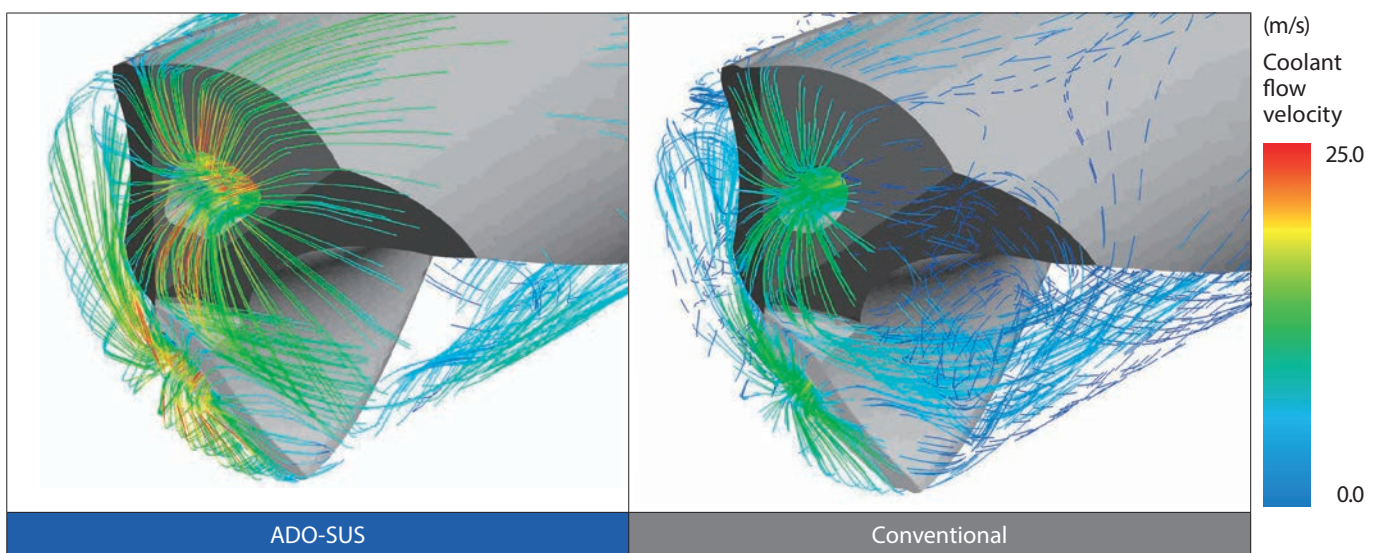 (m/s)
Coolant
flow
velocity
25.0
0.0
ADO-SUS
Conventional